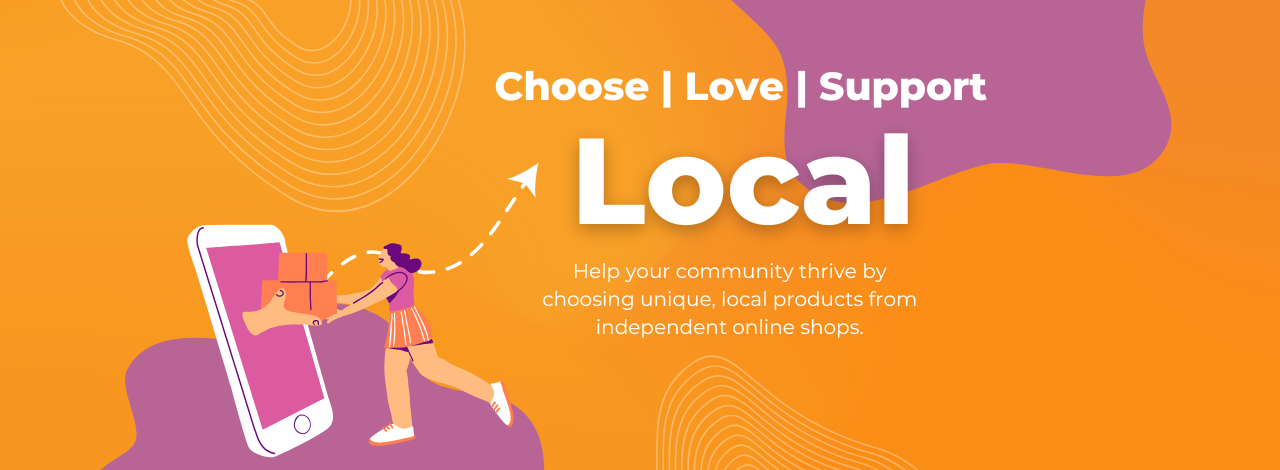 Choose | Love | Support
Local
Help your community thrive by
choosing unique, local products from
independent online shops.